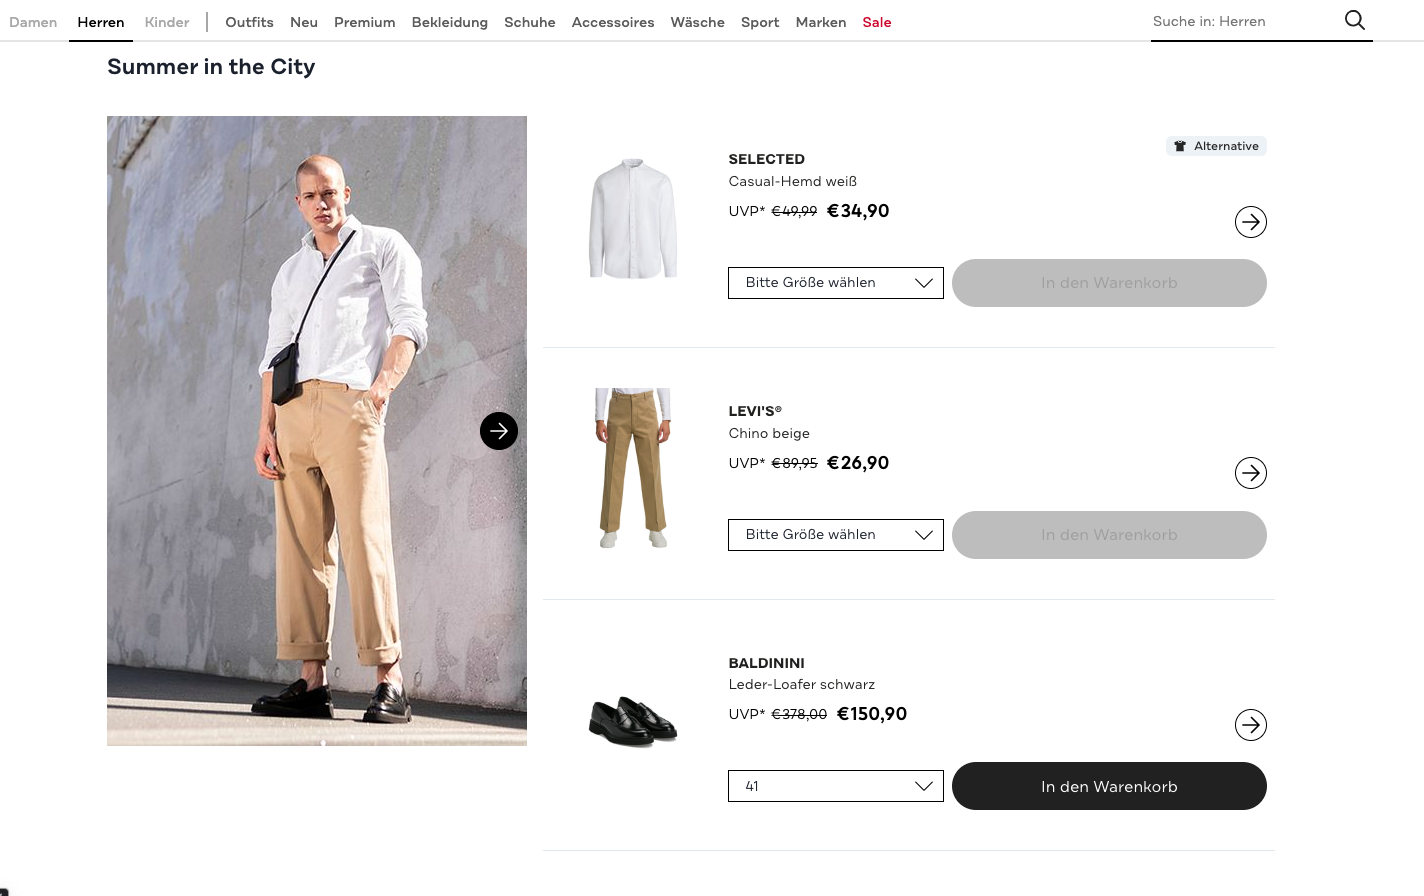 Damen Herren Kinder Outfits Neu Premium Bekleidung Schuhe Accessoires Wäsche Sport Marken Sale Suche in: Herren
Summer in the City
Alternative
SELECTED
Casual-Hemd weiß
UVP* €49,99 €34,90
Bitte Größe wählen In den Warenkorb
LEVI'S®
Chino beige
UVP* €89,95 €26,90
Bitte Größe wählen In den Warenkorb
BALDININI
Leder-Loafer schwarz
UVP* €378,00 €150,90
41 In den Warenkorb